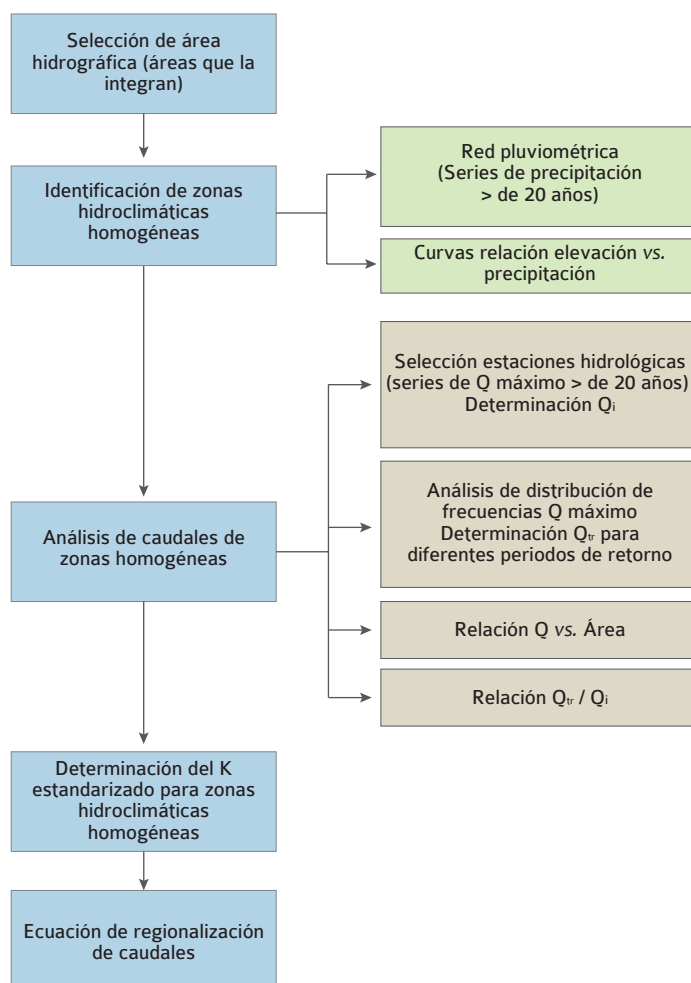 Selección de área
hidrográfica (áreas que la
integran)
Identificación de zonas
hidroclimáticas
homogéneas
Red pluviométrica
(Series de precipitación
> de 20 años)
Curvas relación elevación vs.
precipitación
Selección estaciones hidrológicas
(series de Q máximo > de 20 años)
Determinación Qi
Análisis de distribución de
frecuencias Q máximo
Determinación Qtr para
diferentes periodos de retorno
Análisis de caudales de
zonas homogéneas
Relación Q vs. Área
Relación Qtr / Qi
Determinación del K
estandarizado para zonas
hidroclimáticas
homogéneas
Ecuación de regionalización
de caudales